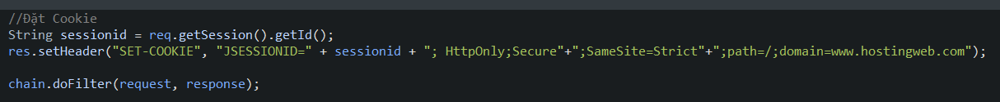 //Đặt Cookie
String sessionid = req.getSession().getId();
res.setHeader("SET-COOKIE", "JSESSIONID=" + sessionid + "; HttpOnly;Secure"+";SameSite=Strict"+";path=/;domain=www.hostingweb.com");
chain.doFilter(request, response);